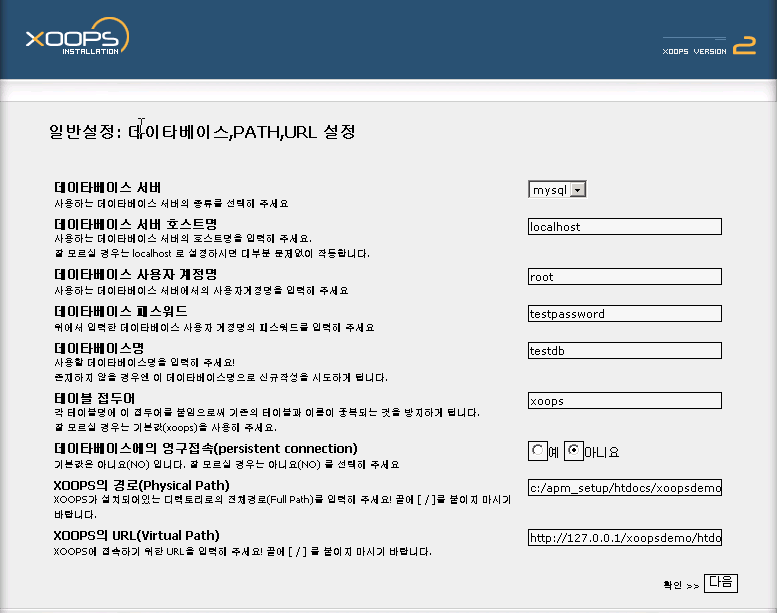 XOOPS
INSTALLATION
XOOPS VERSION 2
일반설정: 데이타베이스,PATH,URL 설정
데이타베이스 서버
mysql
사용하는 데이타베이스 서버의 종류를 선택해 주세요
데이타베이스 서버 호스트명
localhost
사용하는 데이타베이스 서버의 호스트명을 입력해 주세요.
잘 모르실 경우는 localhost 로 설정하시면 대부분 문제없이 작동합니다.
데이타베이스 사용자 계정명
root
사용하는 데이타베이스 서버에서의 사용자계정명을 입력해 주세요
데이타베이스 패스워드
testpassword
위에서 입력한 데이타베이스 사용자 계정명의 패스워드를 입력해 주세요
데이타베이스명
testdb
사용할 데이타베이스명을 입력해 주세요!
존재하지 않을 경우엔 이 데이타베이스명으로 신규작성을 시도하게 됩니다.
테이블 접두어
xoops
각 테이블명에 이 접두어를 붙임으로써 기존의 테이블과 이름이 중복되는 것을 방지하게 됩니다.
잘 모르실 경우는 기본값(xoops)을 사용해 주세요.
데이타베이스에의 영구접속(persistent connection)
예 아니요
기본값은 아니요(NO) 입니다. 잘 모르실 경우는 아니요(NO) 를 선택해 주세요
XOOPS의 경로(Physical Path)
c:/apm_setup/htdocs/xoopsdemo
XOOPS가 설치되어있는 디렉토리로의 전체경로(Full Path)를 입력해 주세요! 끝에 [ / ]를 붙이지 마시기
바랍니다.
XOOPS의 URL(Virtual Path)
http://127.0.0.1/xoopsdemo/htdo
XOOPS에 접속하기 위한 URL을 입력해 주세요! 끝에 [ / ] 를 붙이지 마시기 바랍니다.
확인 >> 다음